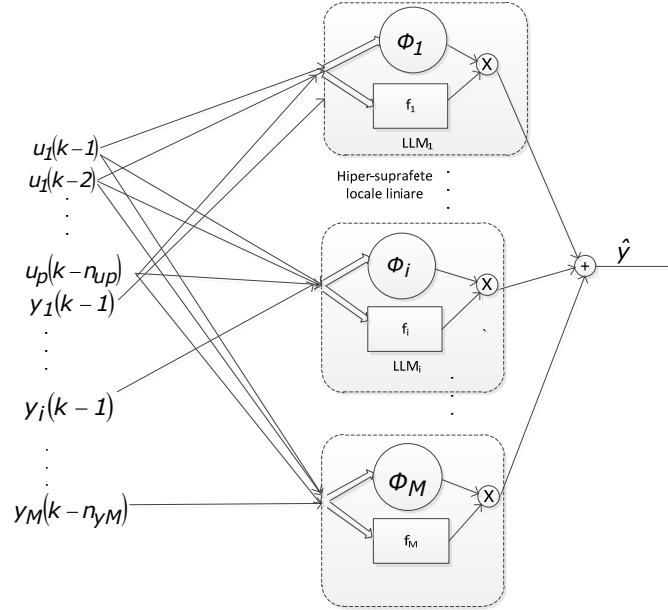 Φ1
X
f1
LLM1
u1(k-1)
u1(k-2)
Hiper-suprafete
locale liniare
up(k-nup)
y1(k-1)
Φi
X
fi
LLMi
+
ŷ
yi(k-1)
ΦM
X
fM
yM(k-nyM)